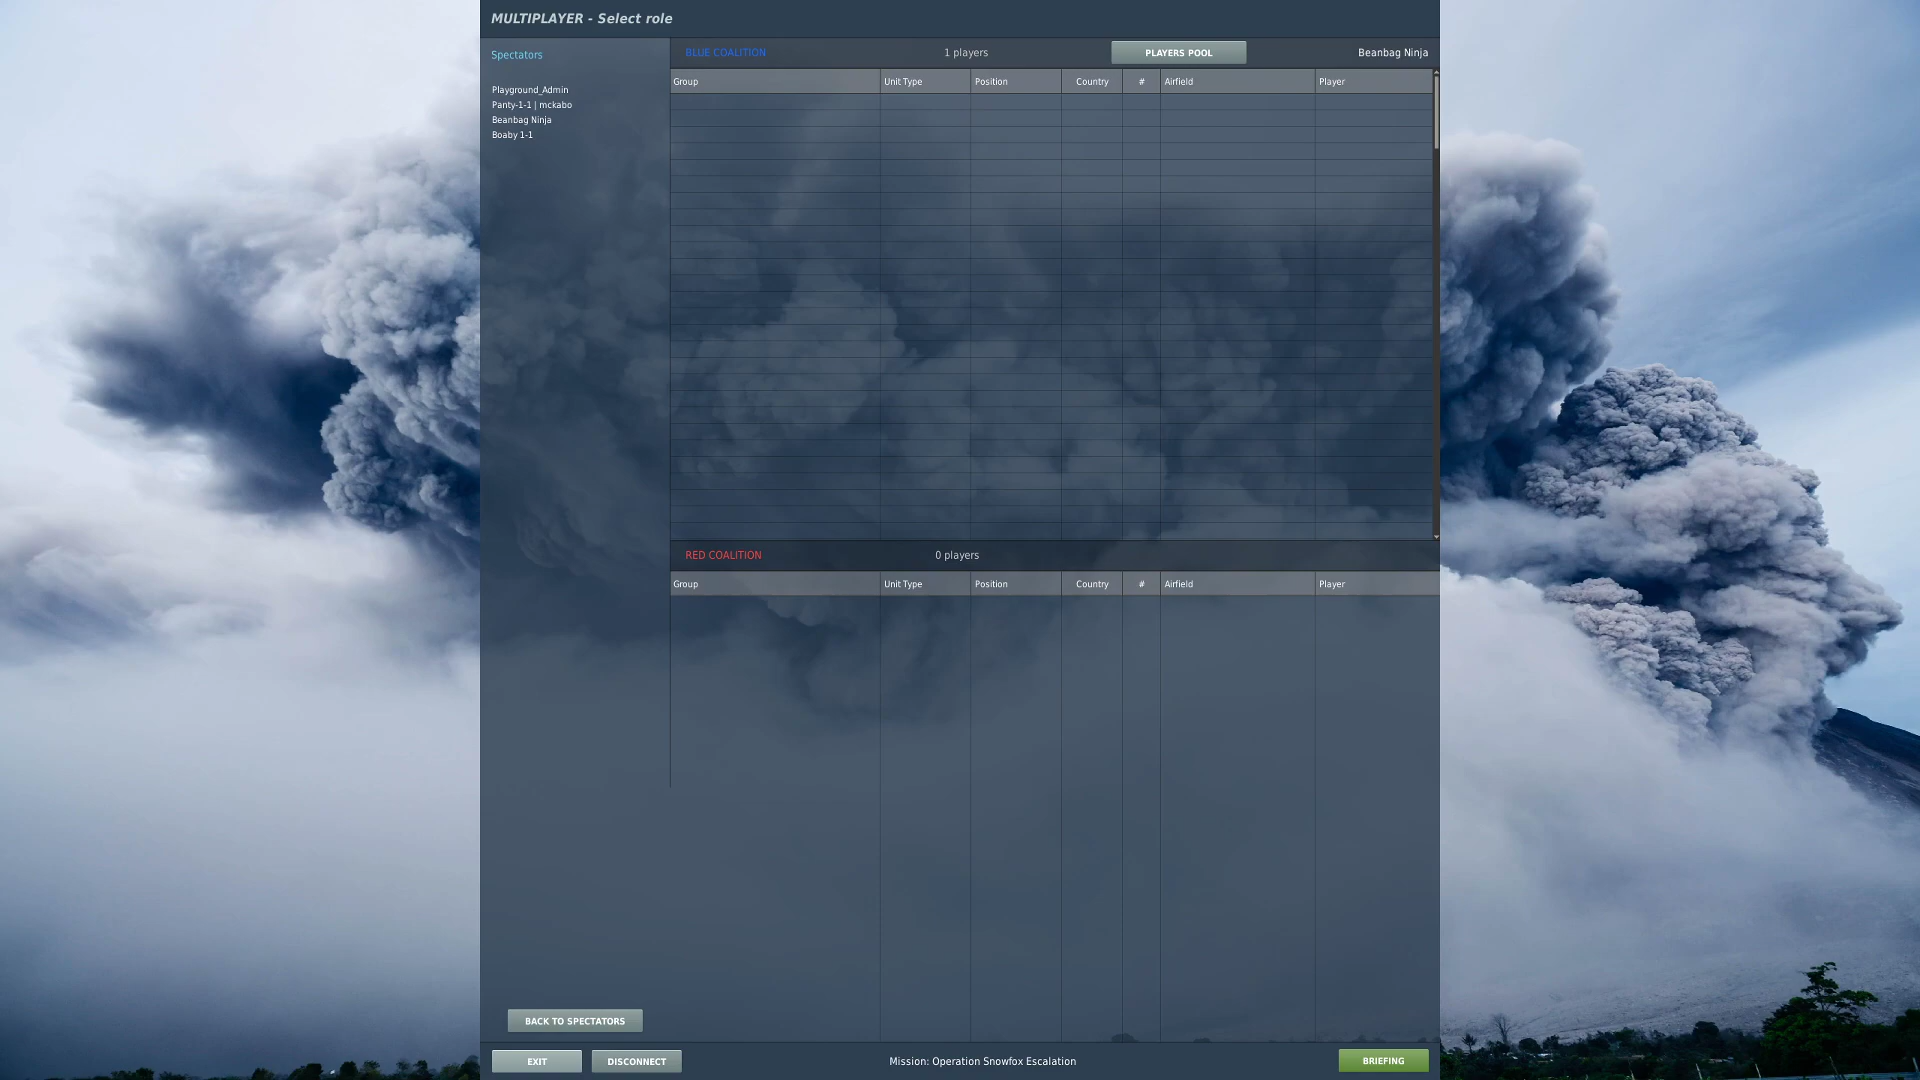 MULTIPLAYER - Select role
Spectators
Playground_Admin
Panty-1-1 | mckabo
Beanbag Ninja
Boaby 1-1
BLUE COALITION 1 players PLAYERS POOL Beanbag Ninja
Group Unit Type Position Country # Airfield Player
RED COALITION 0 players
Group Unit Type Position Country # Airfield Player
BACK TO SPECTATORS
EXIT DISCONNECT Mission: Operation Snowfox Escalation BRIEFING